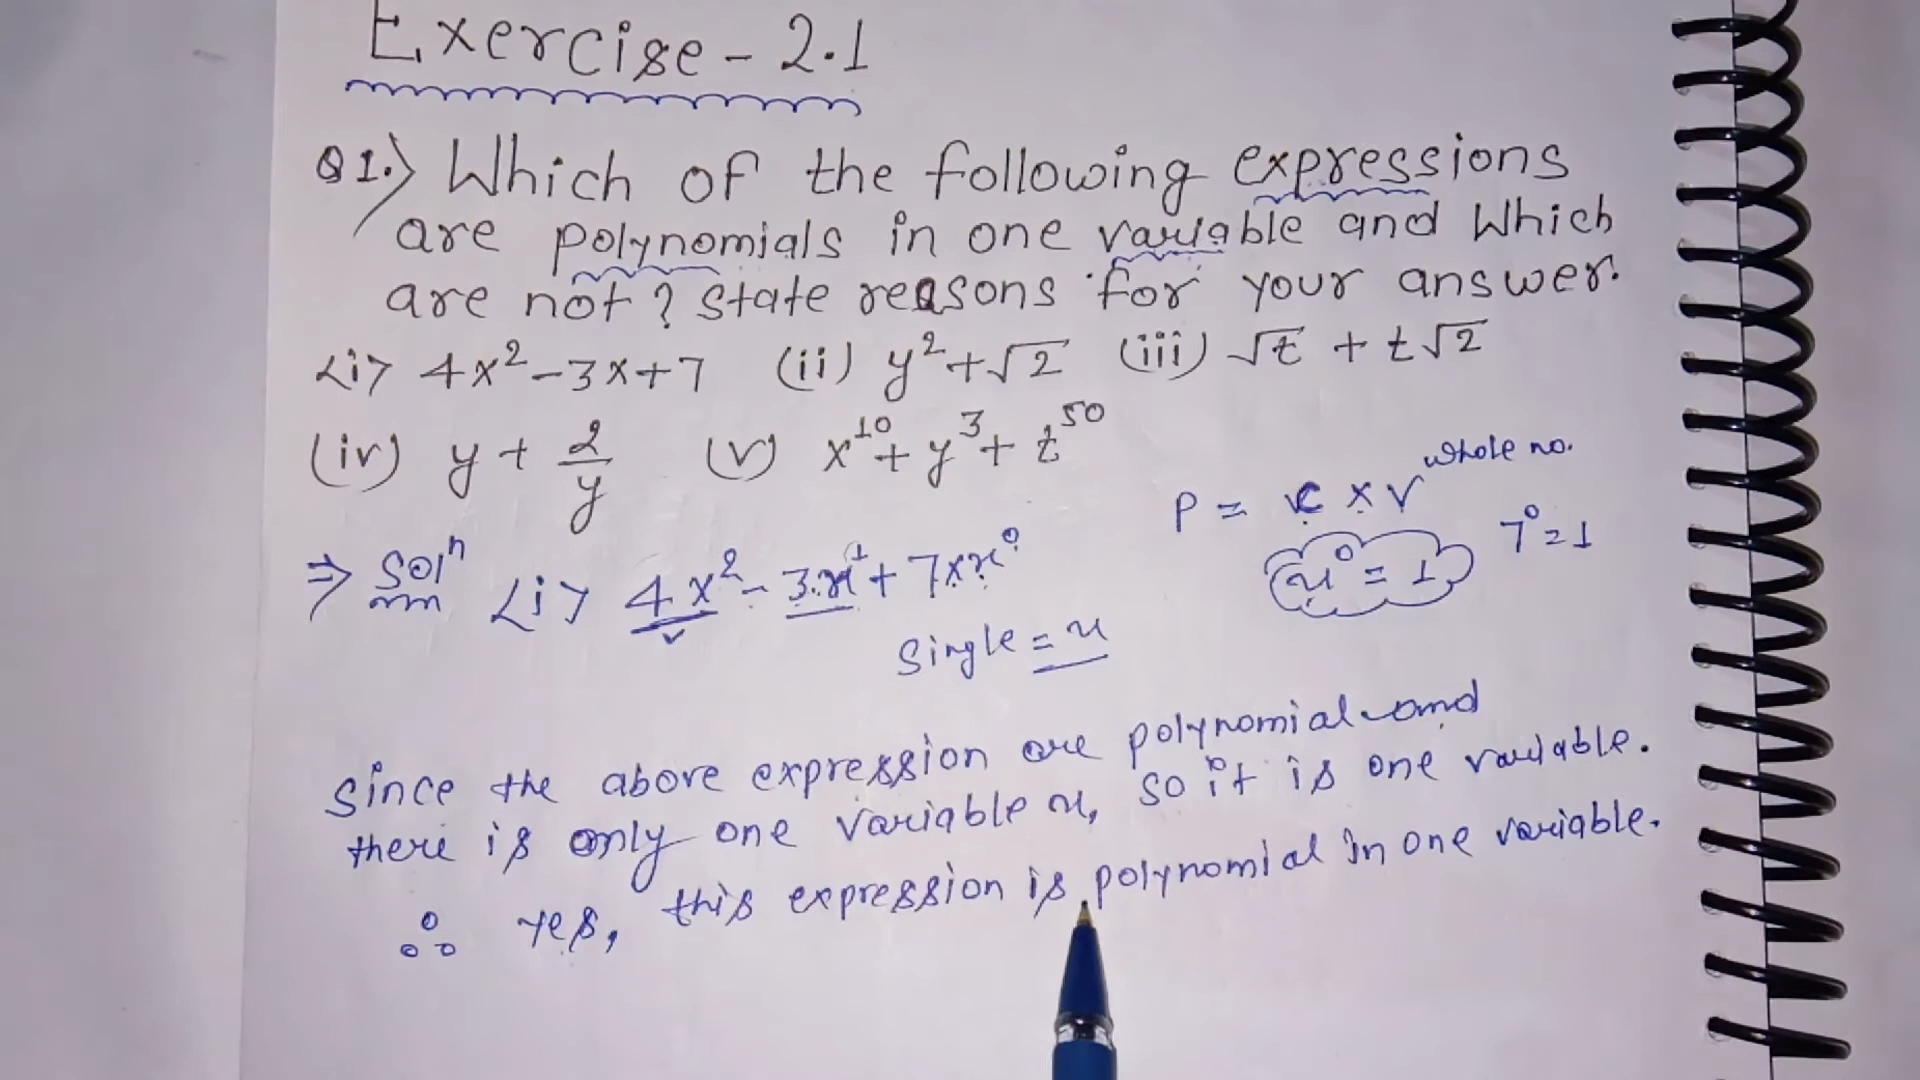 Exercise - 2.1
Q1.) Which of the following expressions
are polynomials in one variable and which
are not? State reasons for your answer.
<i> 4x² - 3x + 7 (ii) y² + √2 (iii) √t + t√2
(iv) y + 2/y (v) x¹⁰ + y³ + t⁵⁰
P = c × v^whole no.
x⁰ = 1 7⁰ = 1
⇒ Solⁿ <i> 4x² - 3.x¹ + 7×x⁰
Single = x
Since the above expression are polynomial and
there is only one variable x, so it is one variable.
∴ Yes, this expression is polynomial in one variable.